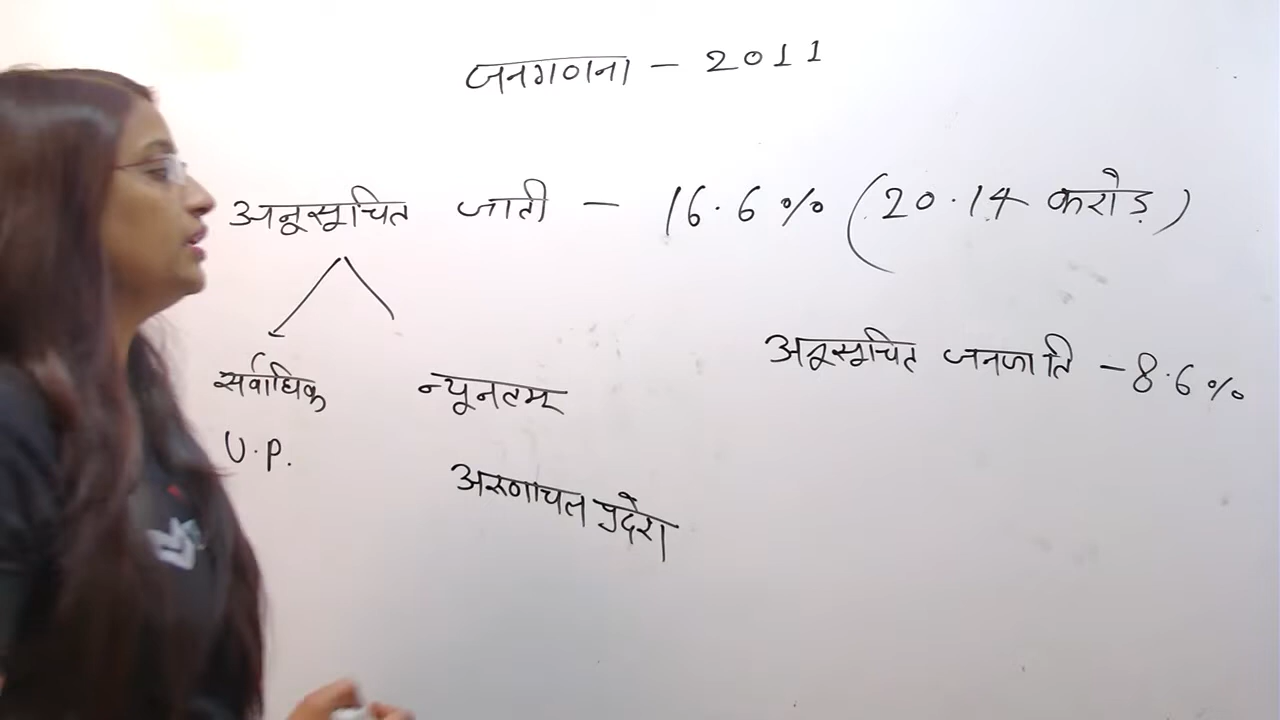 जनगणना - 2011
अनूसूचित जाती - 16.6% (20.14 करोड़)
अनूसूचित जनजाति - 8.6%
सर्वाधिक न्यूनतम
U.P.
अरुणाचल प्रदेश